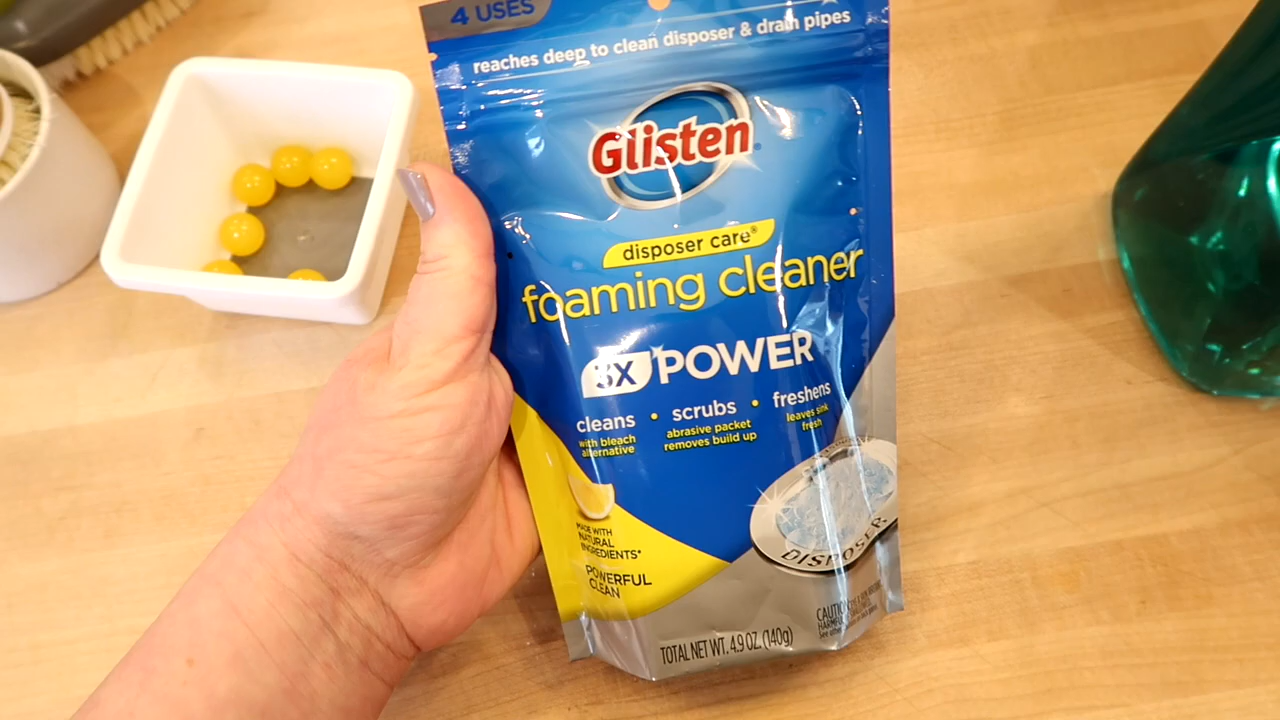 4 USES
reaches deep to clean disposer & drain pipes
Glisten®
disposer care®
foaming cleaner
3X POWER
cleans • scrubs • freshens
with bleach alternative
abrasive packet removes build up
leaves sink fresh
MADE WITH
NATURAL
INGREDIENTS*
POWERFUL
CLEAN
DISPOSER
CAUTION
TOTAL NET WT. 4.9 OZ. (140g)